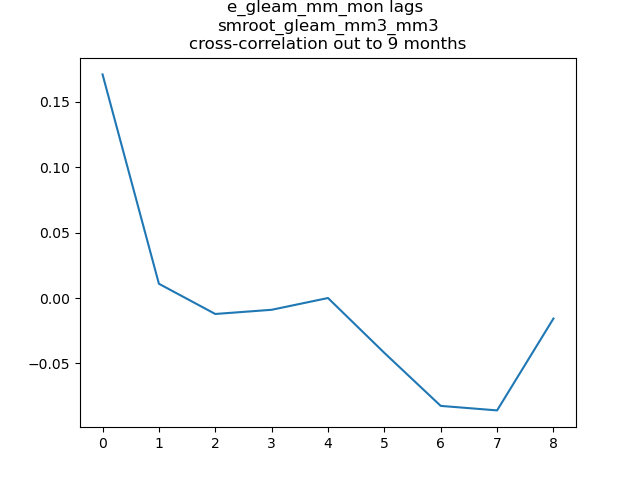 e_gleam_mm_mon lags
smroot_gleam_mm3_mm3
cross-correlation out to 9 months
0.15
0.10
0.05
0.00
−0.05
0 1 2 3 4 5 6 7 8